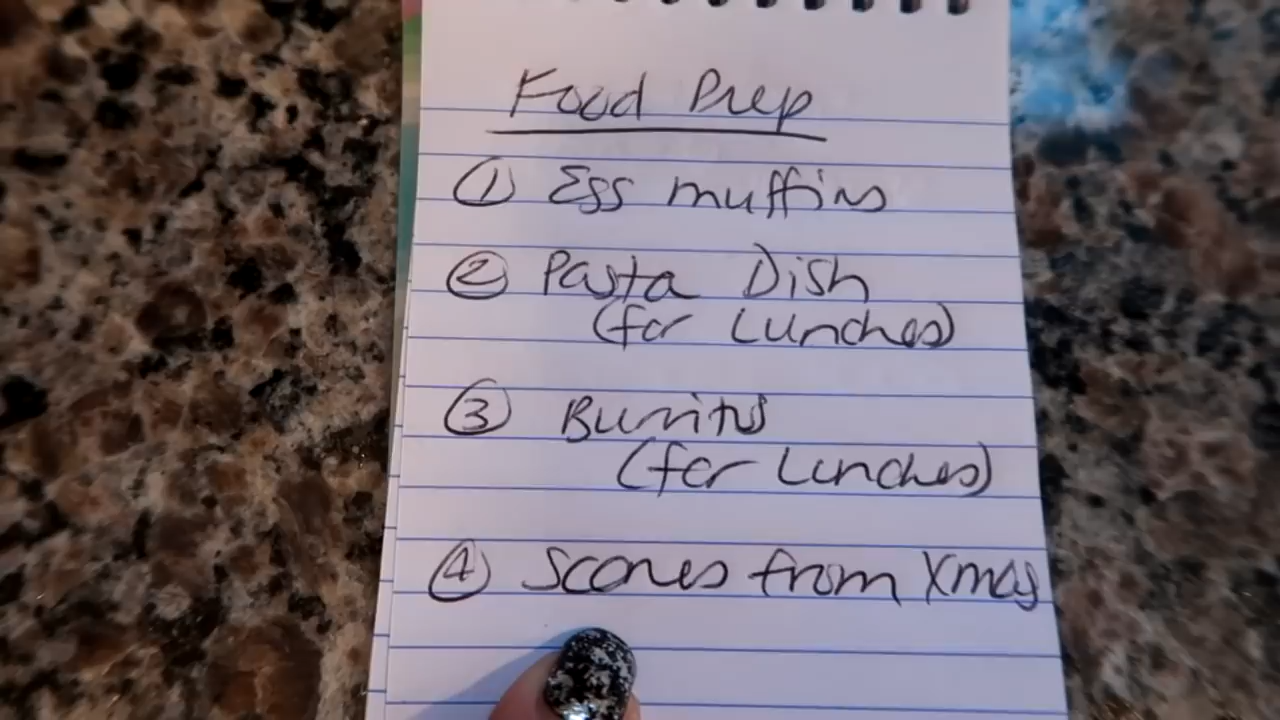 Food Prep
① Egg muffins
② Pasta Dish
(for Lunches)
③ Burritos
(for Lunches)
④ Scones from Xmas